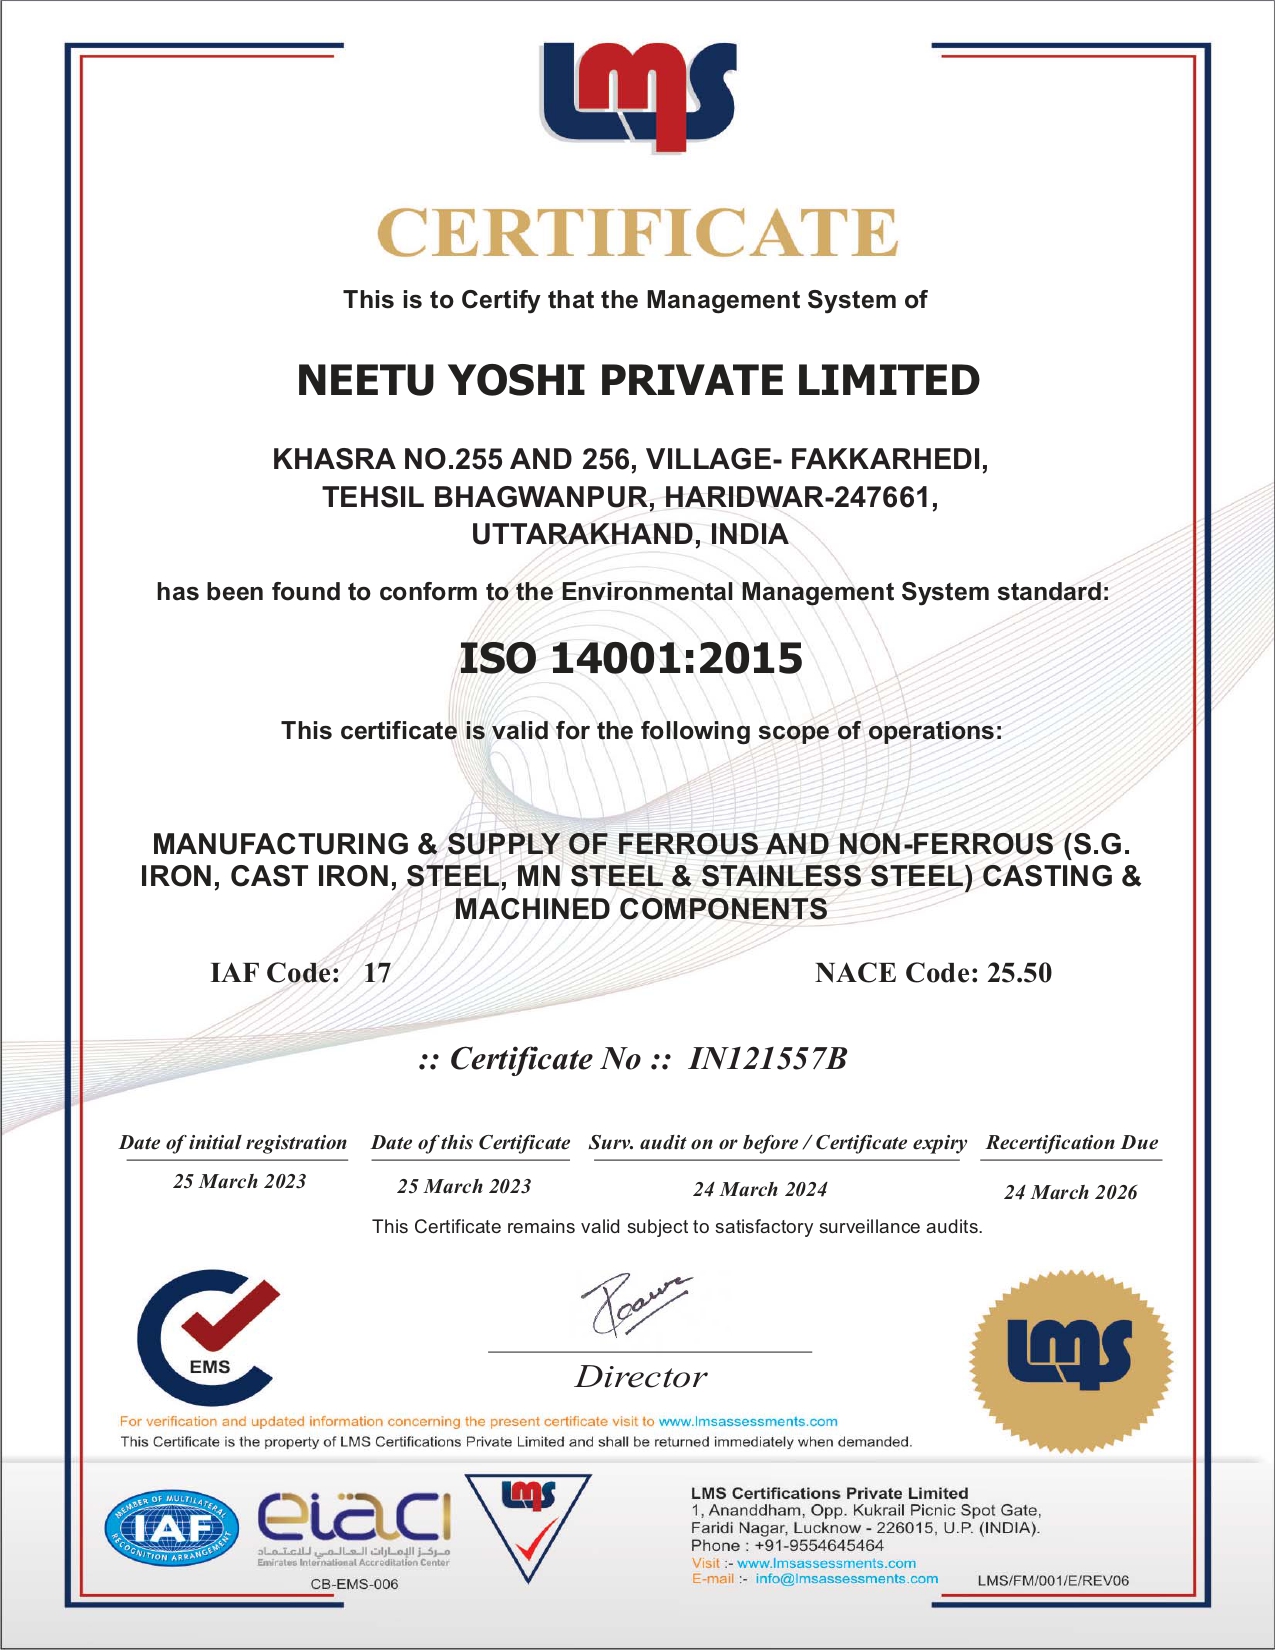 LMS
CERTIFICATE
This is to Certify that the Management System of
NEETU YOSHI PRIVATE LIMITED
KHASRA NO.255 AND 256, VILLAGE- FAKKARHEDI,
TEHSIL BHAGWANPUR, HARIDWAR-247661,
UTTARAKHAND, INDIA
has been found to conform to the Environmental Management System standard:
ISO 14001:2015
This certificate is valid for the following scope of operations:
MANUFACTURING & SUPPLY OF FERROUS AND NON-FERROUS (S.G.
IRON, CAST IRON, STEEL, MN STEEL & STAINLESS STEEL) CASTING &
MACHINED COMPONENTS
IAF Code: 17 NACE Code: 25.50
:: Certificate No :: IN121557B
Date of initial registration Date of this Certificate Surv. audit on or before / Certificate expiry Recertification Due
25 March 2023 25 March 2023 24 March 2024 24 March 2026
This Certificate remains valid subject to satisfactory surveillance audits.
EMS
LMS
Director
For verification and updated information concerning the present certificate visit to www.lmsassessments.com
This Certificate is the property of LMS Certifications Private Limited and shall be returned immediately when demanded.
MEMBER OF MULTILATERAL
IAF
RECOGNITION ARRANGEMENT
eiaci
مركز الإمارات العالمي للاعتماد
Emirates International Accreditation Center
CB-EMS-006
LMS
LMS Certifications Private Limited
1, Ananddham, Opp. Kukrail Picnic Spot Gate,
Faridi Nagar, Lucknow - 226015, U.P. (INDIA).
Phone : +91-9554645464
Visit :- www.lmsassessments.com
E-mail :- info@lmsassessments.com
LMS/FM/001/E/REV06